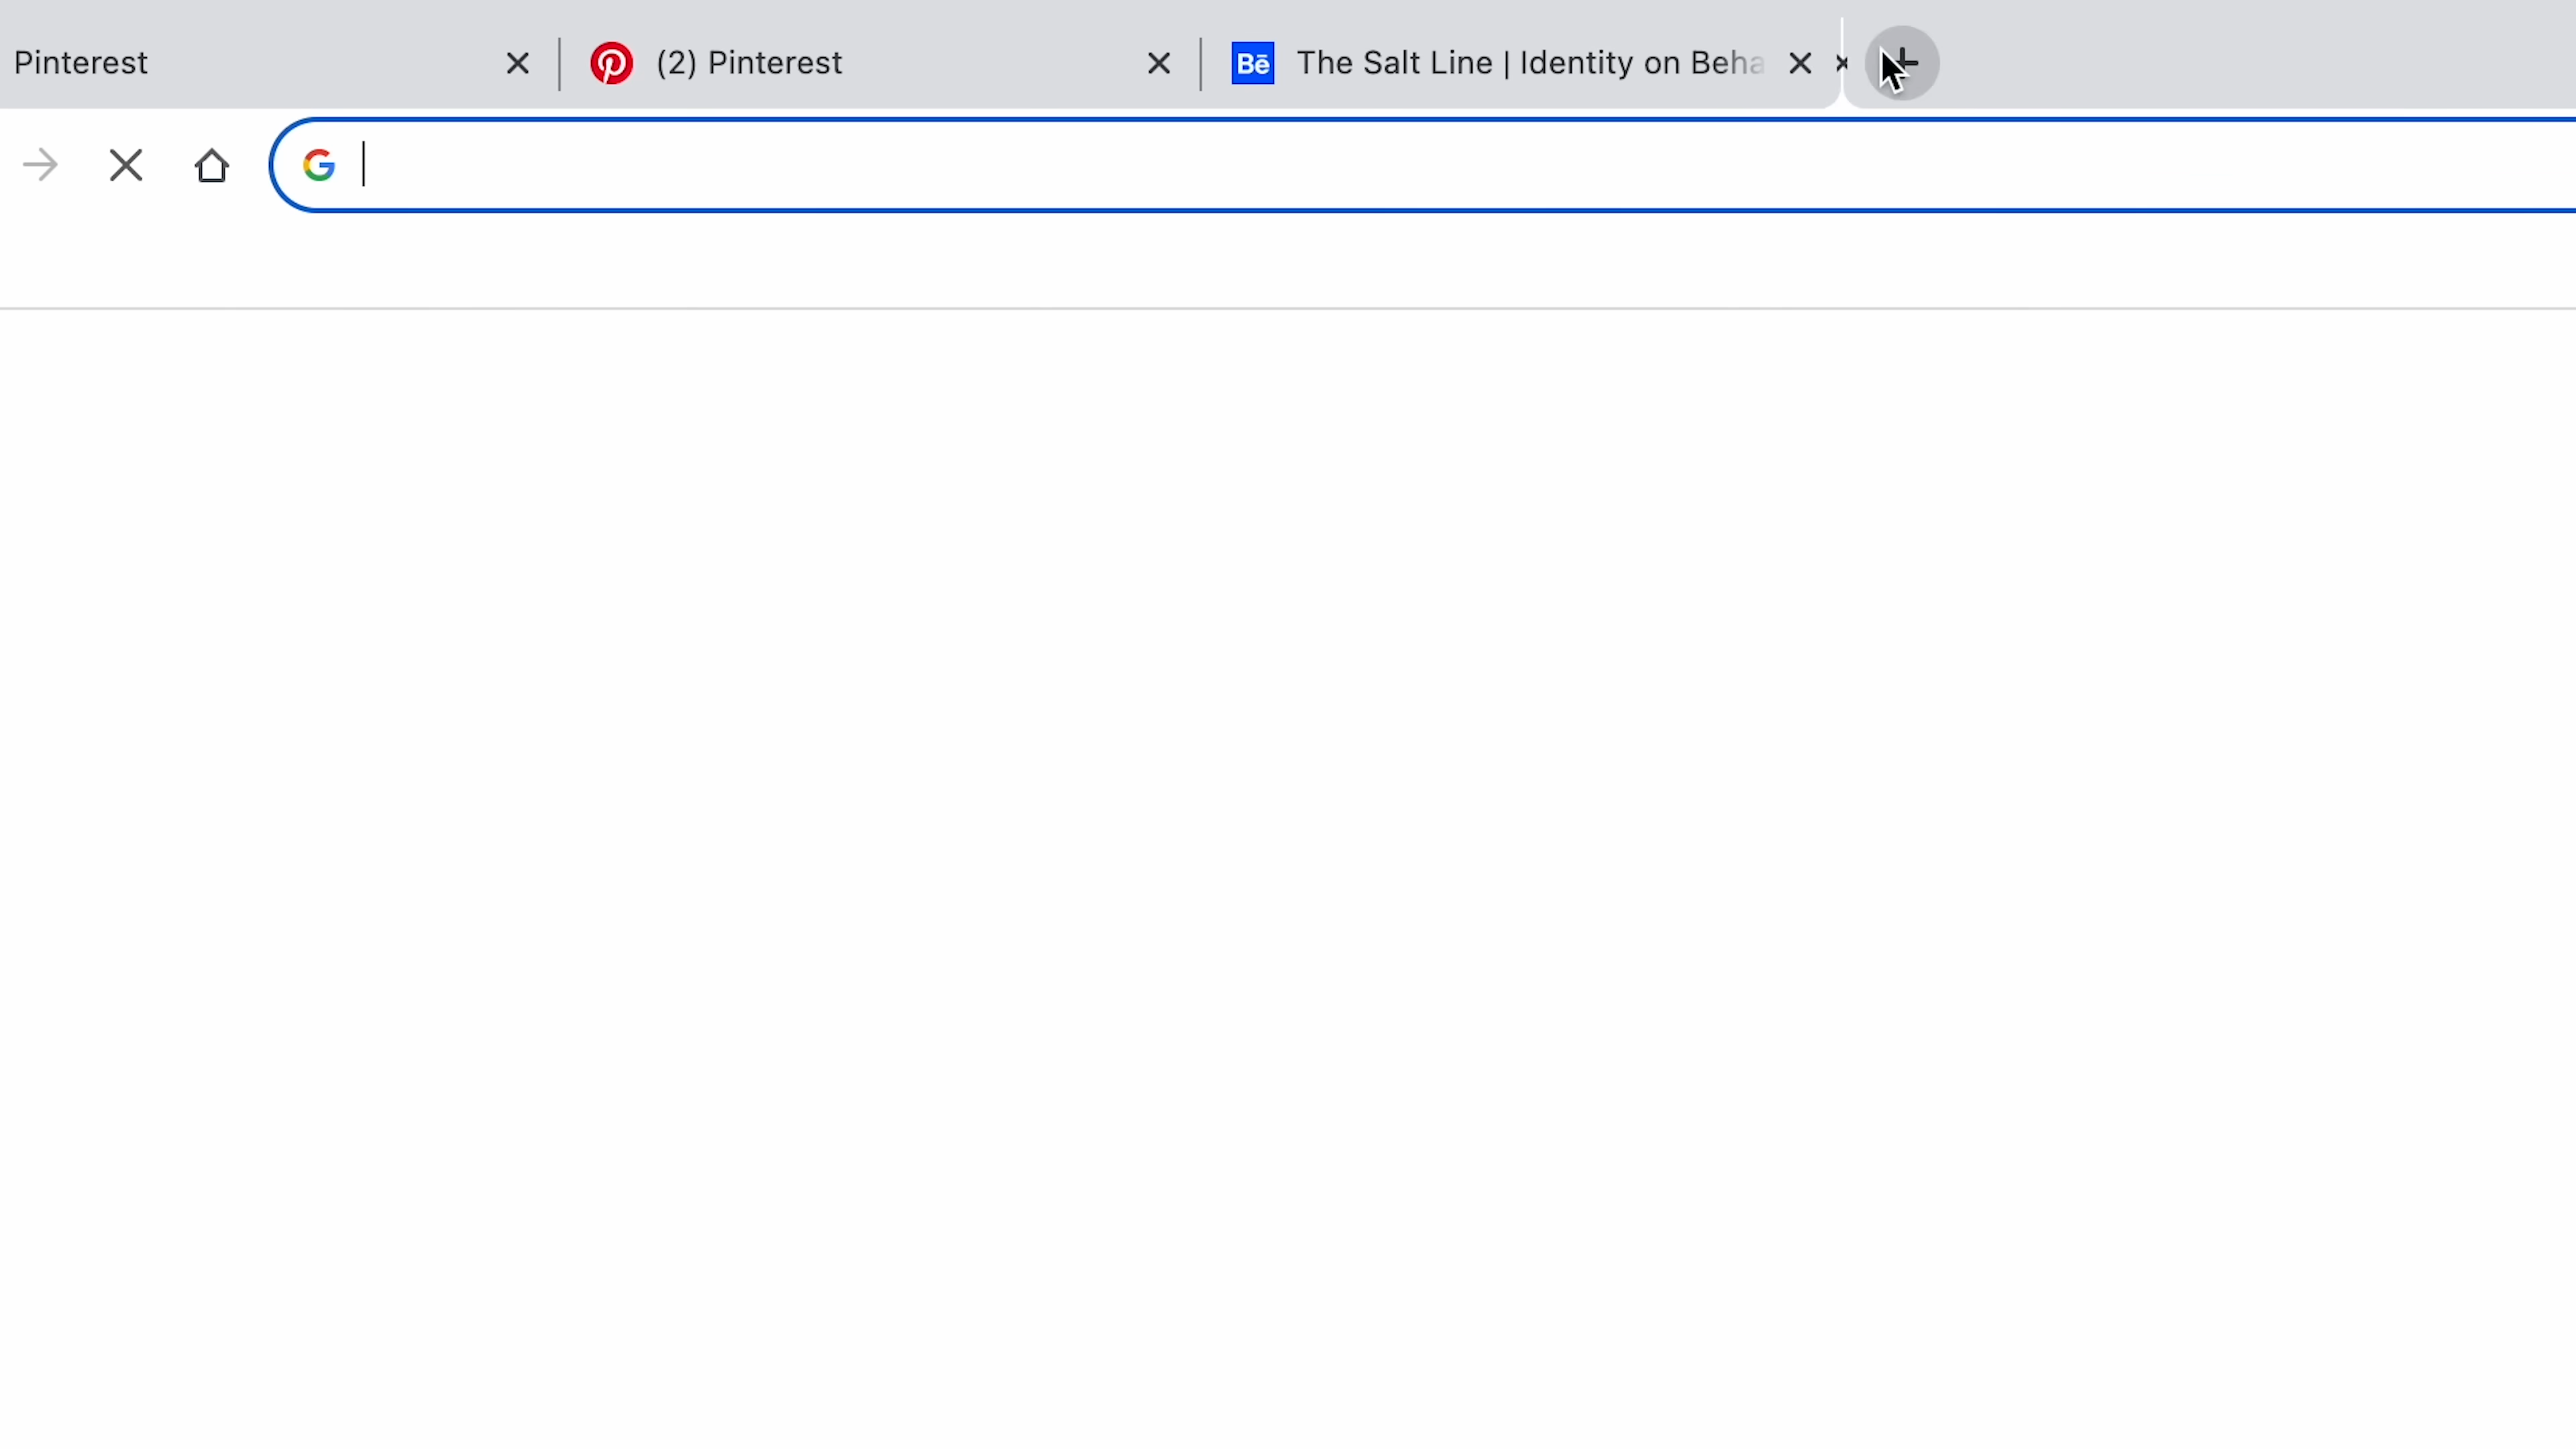 Pinterest
(2) Pinterest
Bē
The Salt Line | Identity on Beha
G